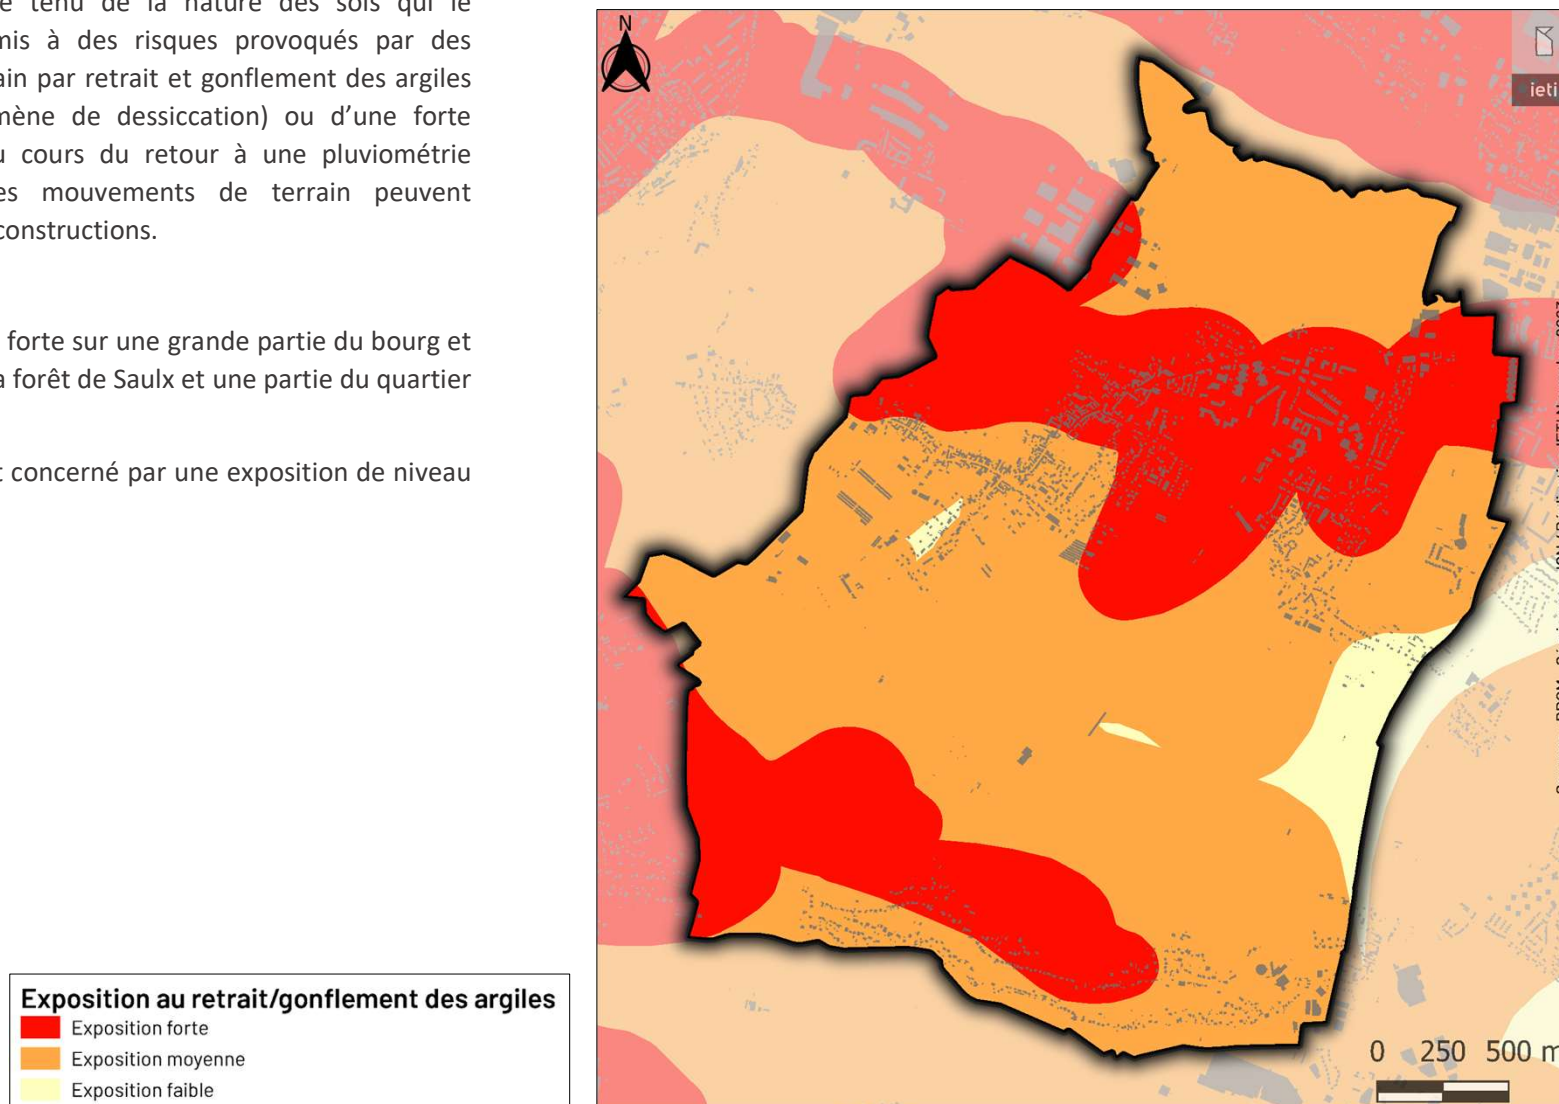 e tenu de la nature des sols qui le
mis à des risques provoqués par des
ain par retrait et gonflement des argiles
mène de dessiccation) ou d’une forte
u cours du retour à une pluviométrie
es mouvements de terrain peuvent
constructions.
forte sur une grande partie du bourg et
a forêt de Saulx et une partie du quartier
t concerné par une exposition de niveau
Exposition au retrait/gonflement des argiles
Exposition forte
Exposition moyenne
Exposition faible
N
ieti
0 250 500 m